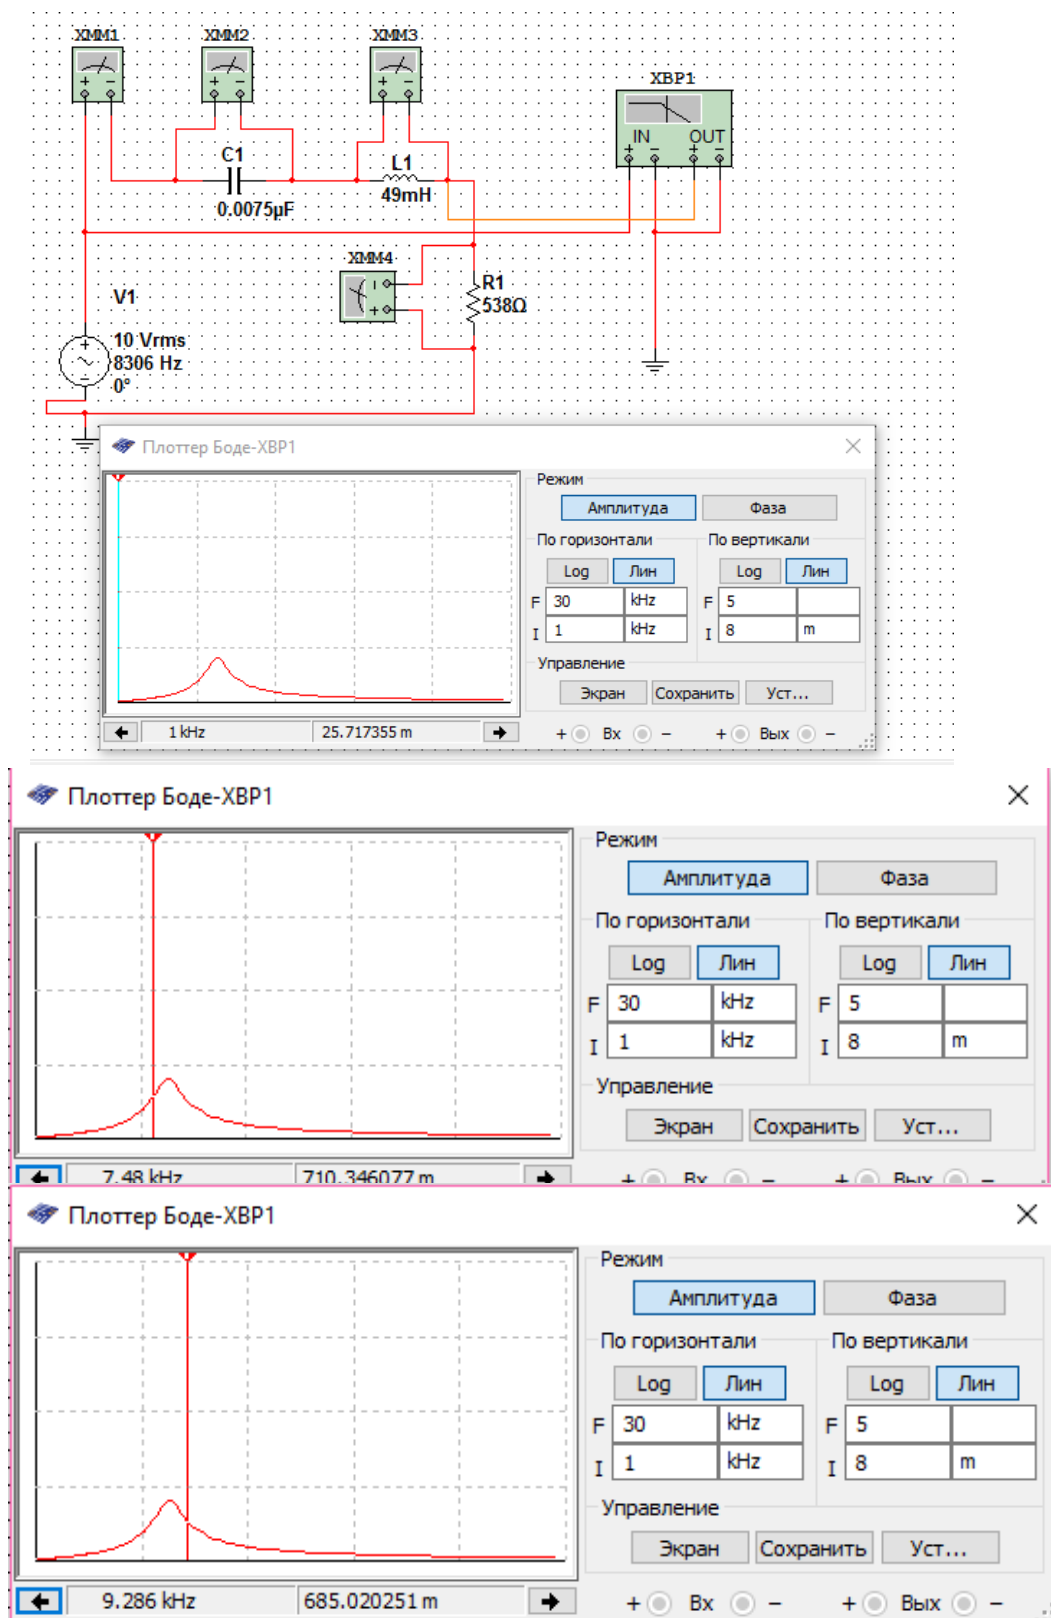 XMM1 XMM2 XMM3
XBP1
IN OUT
C1
0.0075µF
L1
49mH
XMM4
R1
538Ω
V1
10 Vrms
8306 Hz
0°
Плоттер Боде-XBP1
Режим
Амплитуда Фаза
По горизонтали По вертикали
Log Лин Log Лин
F 30 kHz F 5
I 1 kHz I 8 m
Управление
Экран Сохранить Уст...
1 kHz 25.717355 m + Вх − + Вых −
Плоттер Боде-XBP1
Режим
Амплитуда Фаза
По горизонтали По вертикали
Log Лин Log Лин
F 30 kHz F 5
I 1 kHz I 8 m
Управление
Экран Сохранить Уст...
7.48 kHz 710.346077 m + Вх − + Вых −
Плоттер Боде-XBP1
Режим
Амплитуда Фаза
По горизонтали По вертикали
Log Лин Log Лин
F 30 kHz F 5
I 1 kHz I 8 m
Управление
Экран Сохранить Уст...
9.286 kHz 685.020251 m + Вх − + Вых −